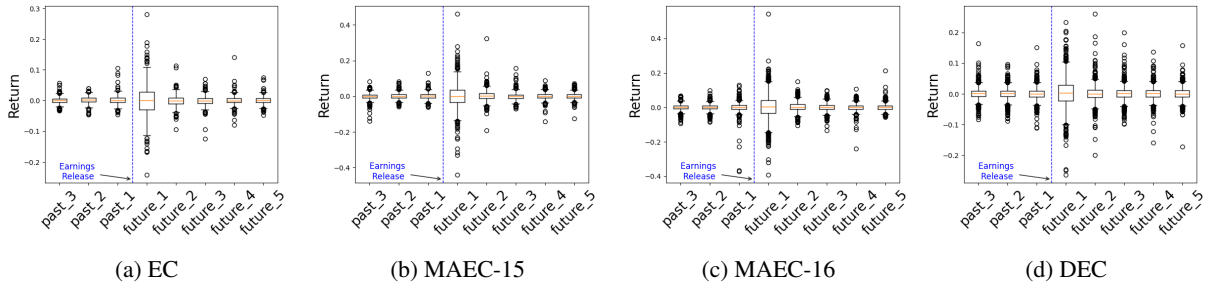 Return
0.3
0.2
0.1
0.0
−0.1
−0.2
Earnings
Release
past_3
past_2
past_1
future_1
future_2
future_3
future_4
future_5
(a) EC
Return
0.4
0.2
0.0
−0.2
−0.4
Earnings
Release
past_3
past_2
past_1
future_1
future_2
future_3
future_4
future_5
(b) MAEC-15
Return
0.4
0.2
0.0
−0.2
−0.4
Earnings
Release
past_3
past_2
past_1
future_1
future_2
future_3
future_4
future_5
(c) MAEC-16
Return
0.2
0.1
0.0
−0.1
−0.2
Earnings
Release
past_3
past_2
past_1
future_1
future_2
future_3
future_4
future_5
(d) DEC